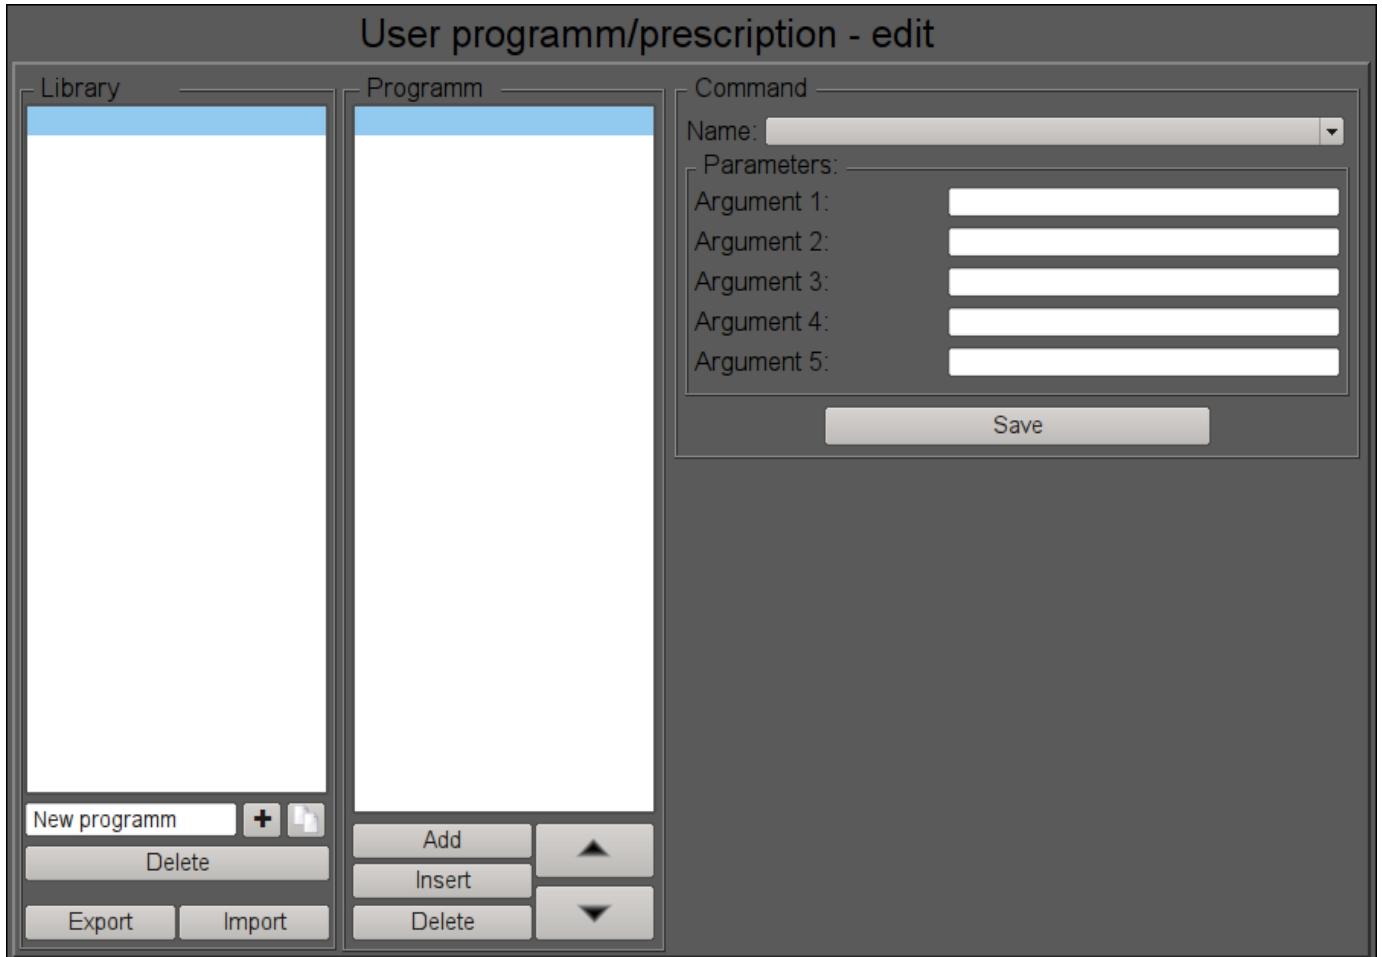 User programm/prescription - edit
Library
New programm
Delete
Export Import
Programm
Add
Insert
Delete
Command
Name:
Parameters:
Argument 1:
Argument 2:
Argument 3:
Argument 4:
Argument 5:
Save